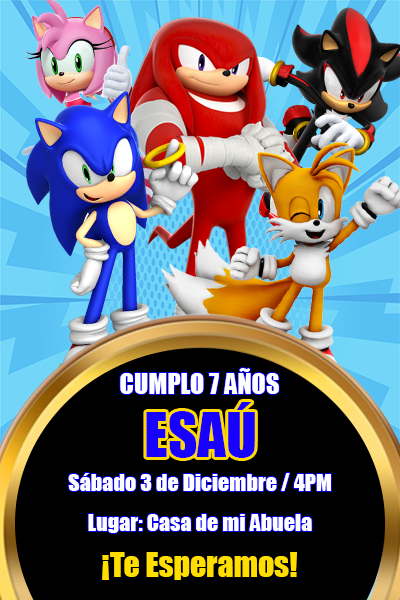 CUMPLO 7 AÑOS
ESAÚ
Sábado 3 de Diciembre / 4PM
Lugar: Casa de mi Abuela
¡Te Esperamos!